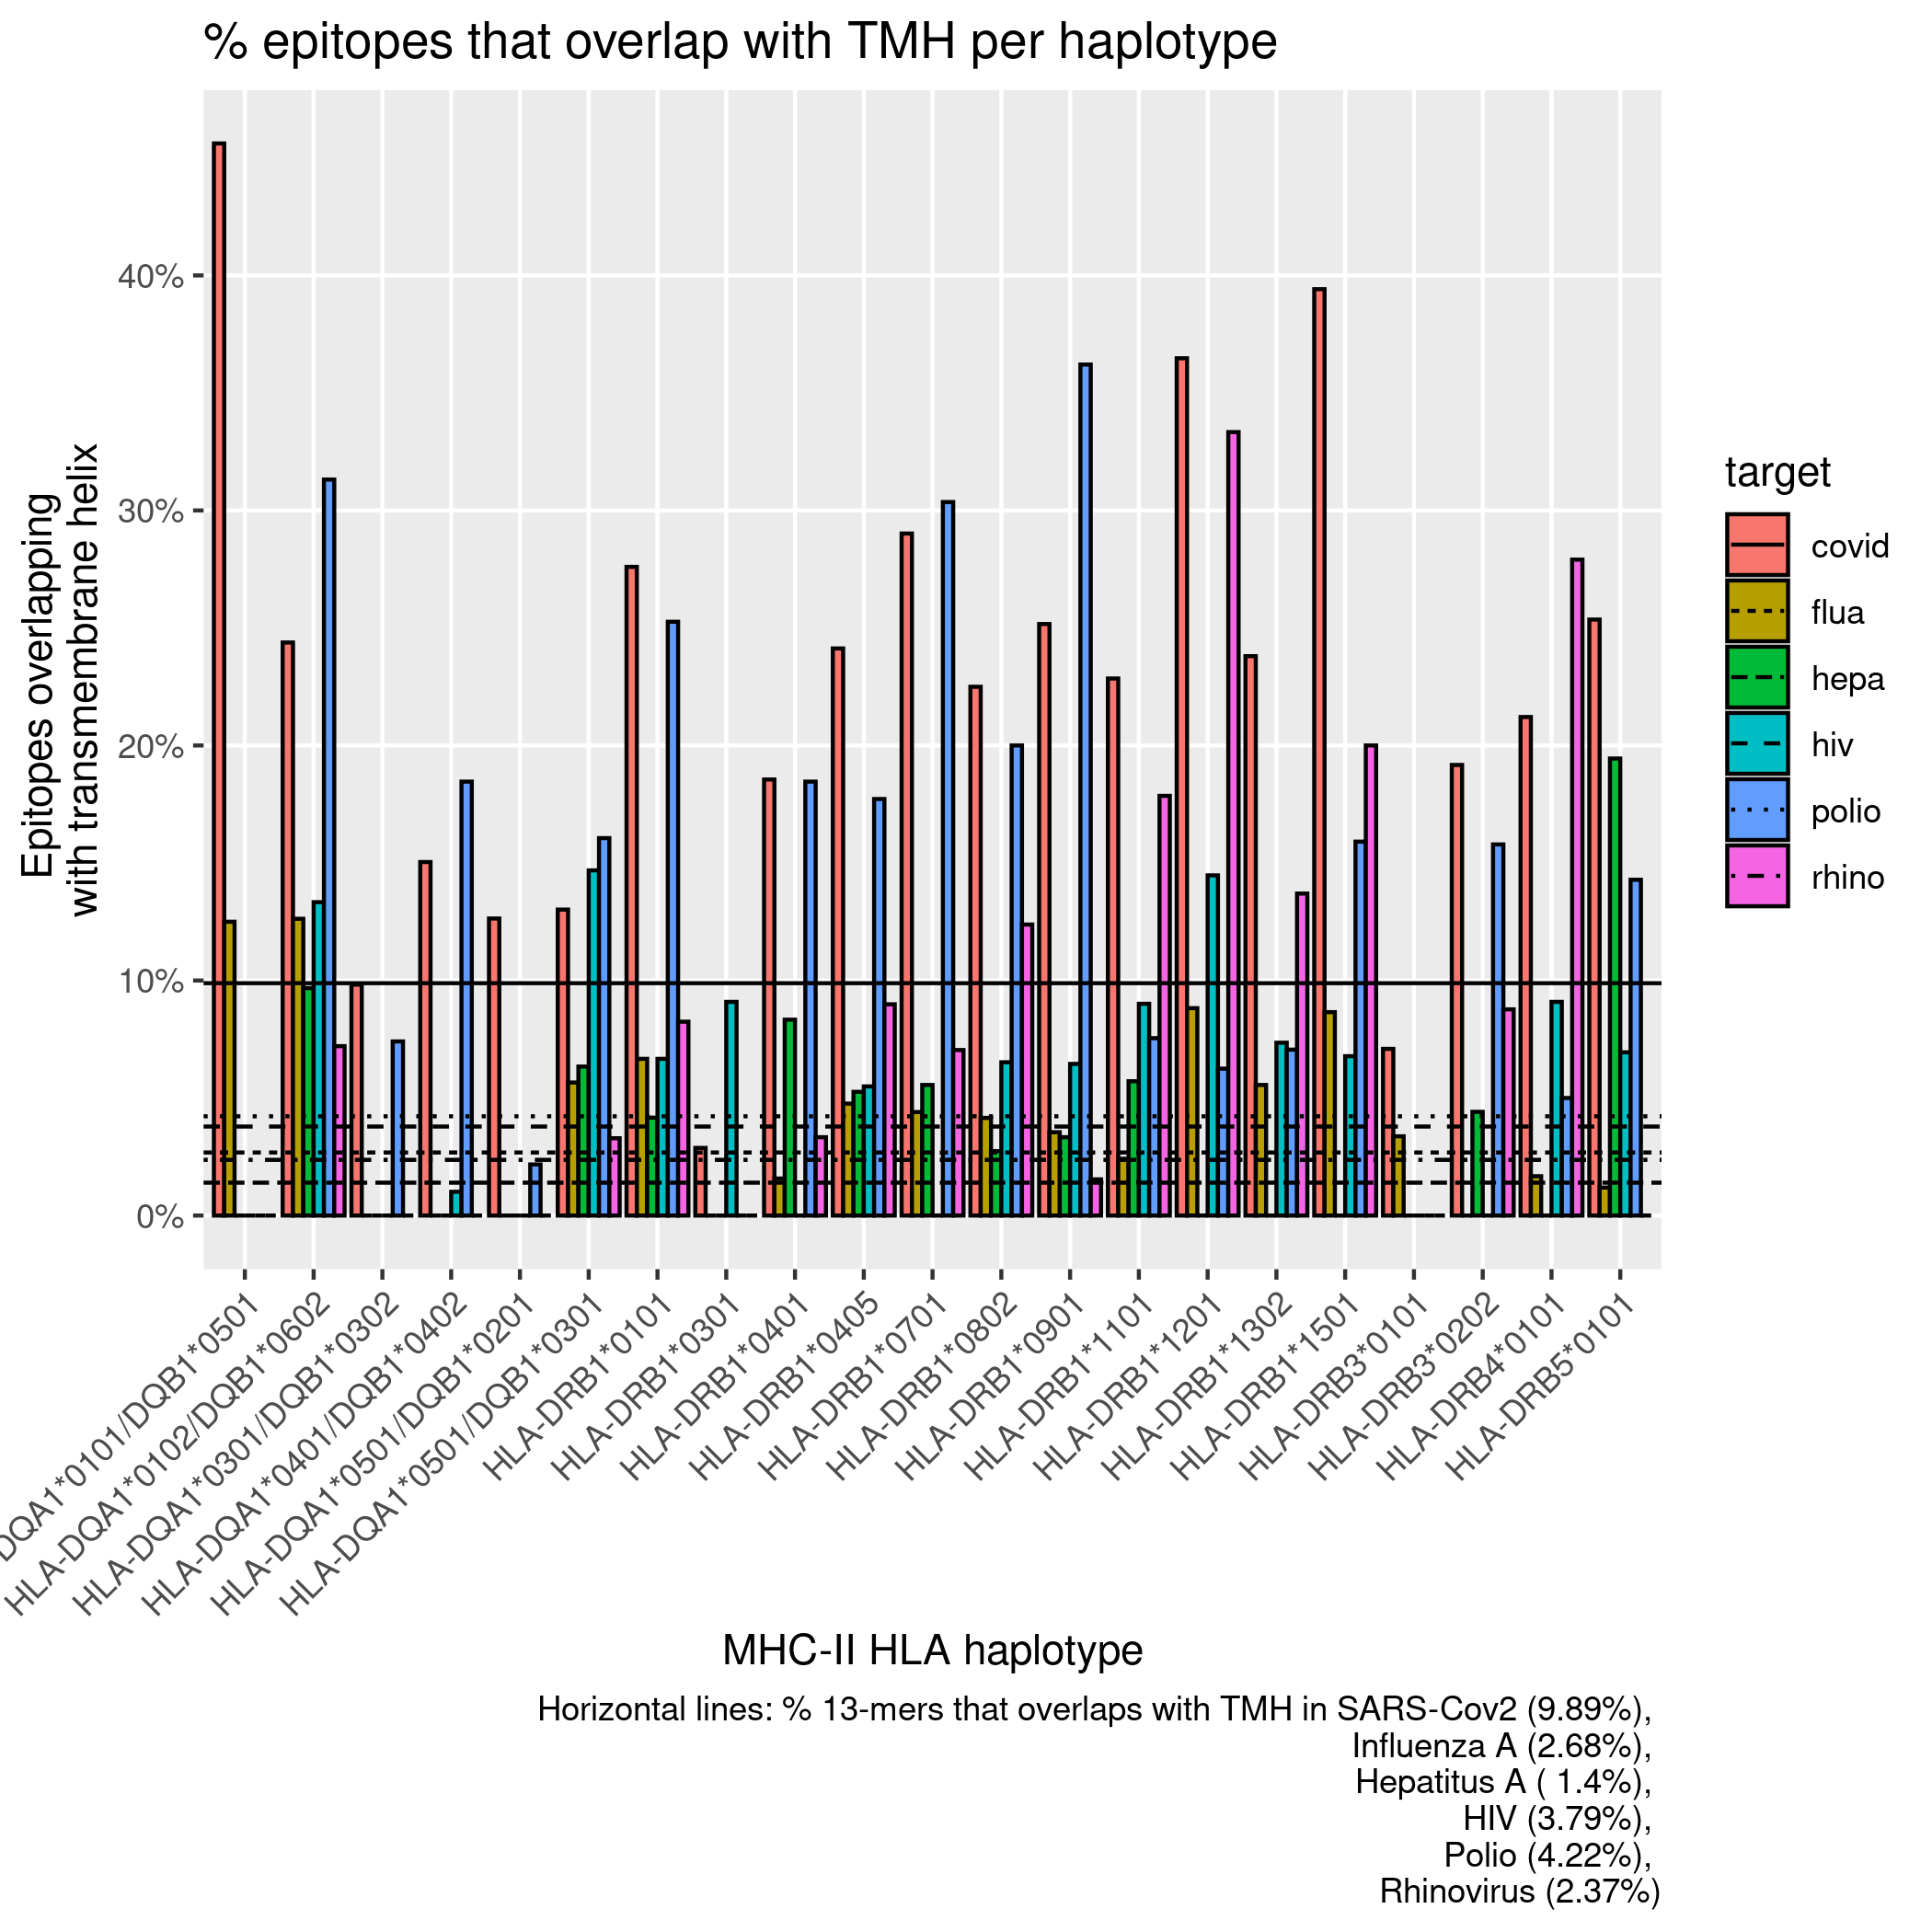 % epitopes that overlap with TMH per haplotype
Epitopes overlapping
with transmembrane helix
40%
30%
20%
10%
0%
DQA1*0101/DQB1*0501
HLA-DQA1*0102/DQB1*0602
HLA-DQA1*0301/DQB1*0302
HLA-DQA1*0401/DQB1*0402
HLA-DQA1*0501/DQB1*0201
HLA-DQA1*0501/DQB1*0301
HLA-DRB1*0101
HLA-DRB1*0301
HLA-DRB1*0401
HLA-DRB1*0405
HLA-DRB1*0701
HLA-DRB1*0802
HLA-DRB1*0901
HLA-DRB1*1101
HLA-DRB1*1201
HLA-DRB1*1302
HLA-DRB1*1501
HLA-DRB3*0101
HLA-DRB3*0202
HLA-DRB4*0101
HLA-DRB5*0101
MHC-II HLA haplotype
target
covid
flua
hepa
hiv
polio
rhino
Horizontal lines: % 13-mers that overlaps with TMH in SARS-Cov2 (9.89%),
Influenza A (2.68%),
Hepatitus A ( 1.4%),
HIV (3.79%),
Polio (4.22%),
Rhinovirus (2.37%)